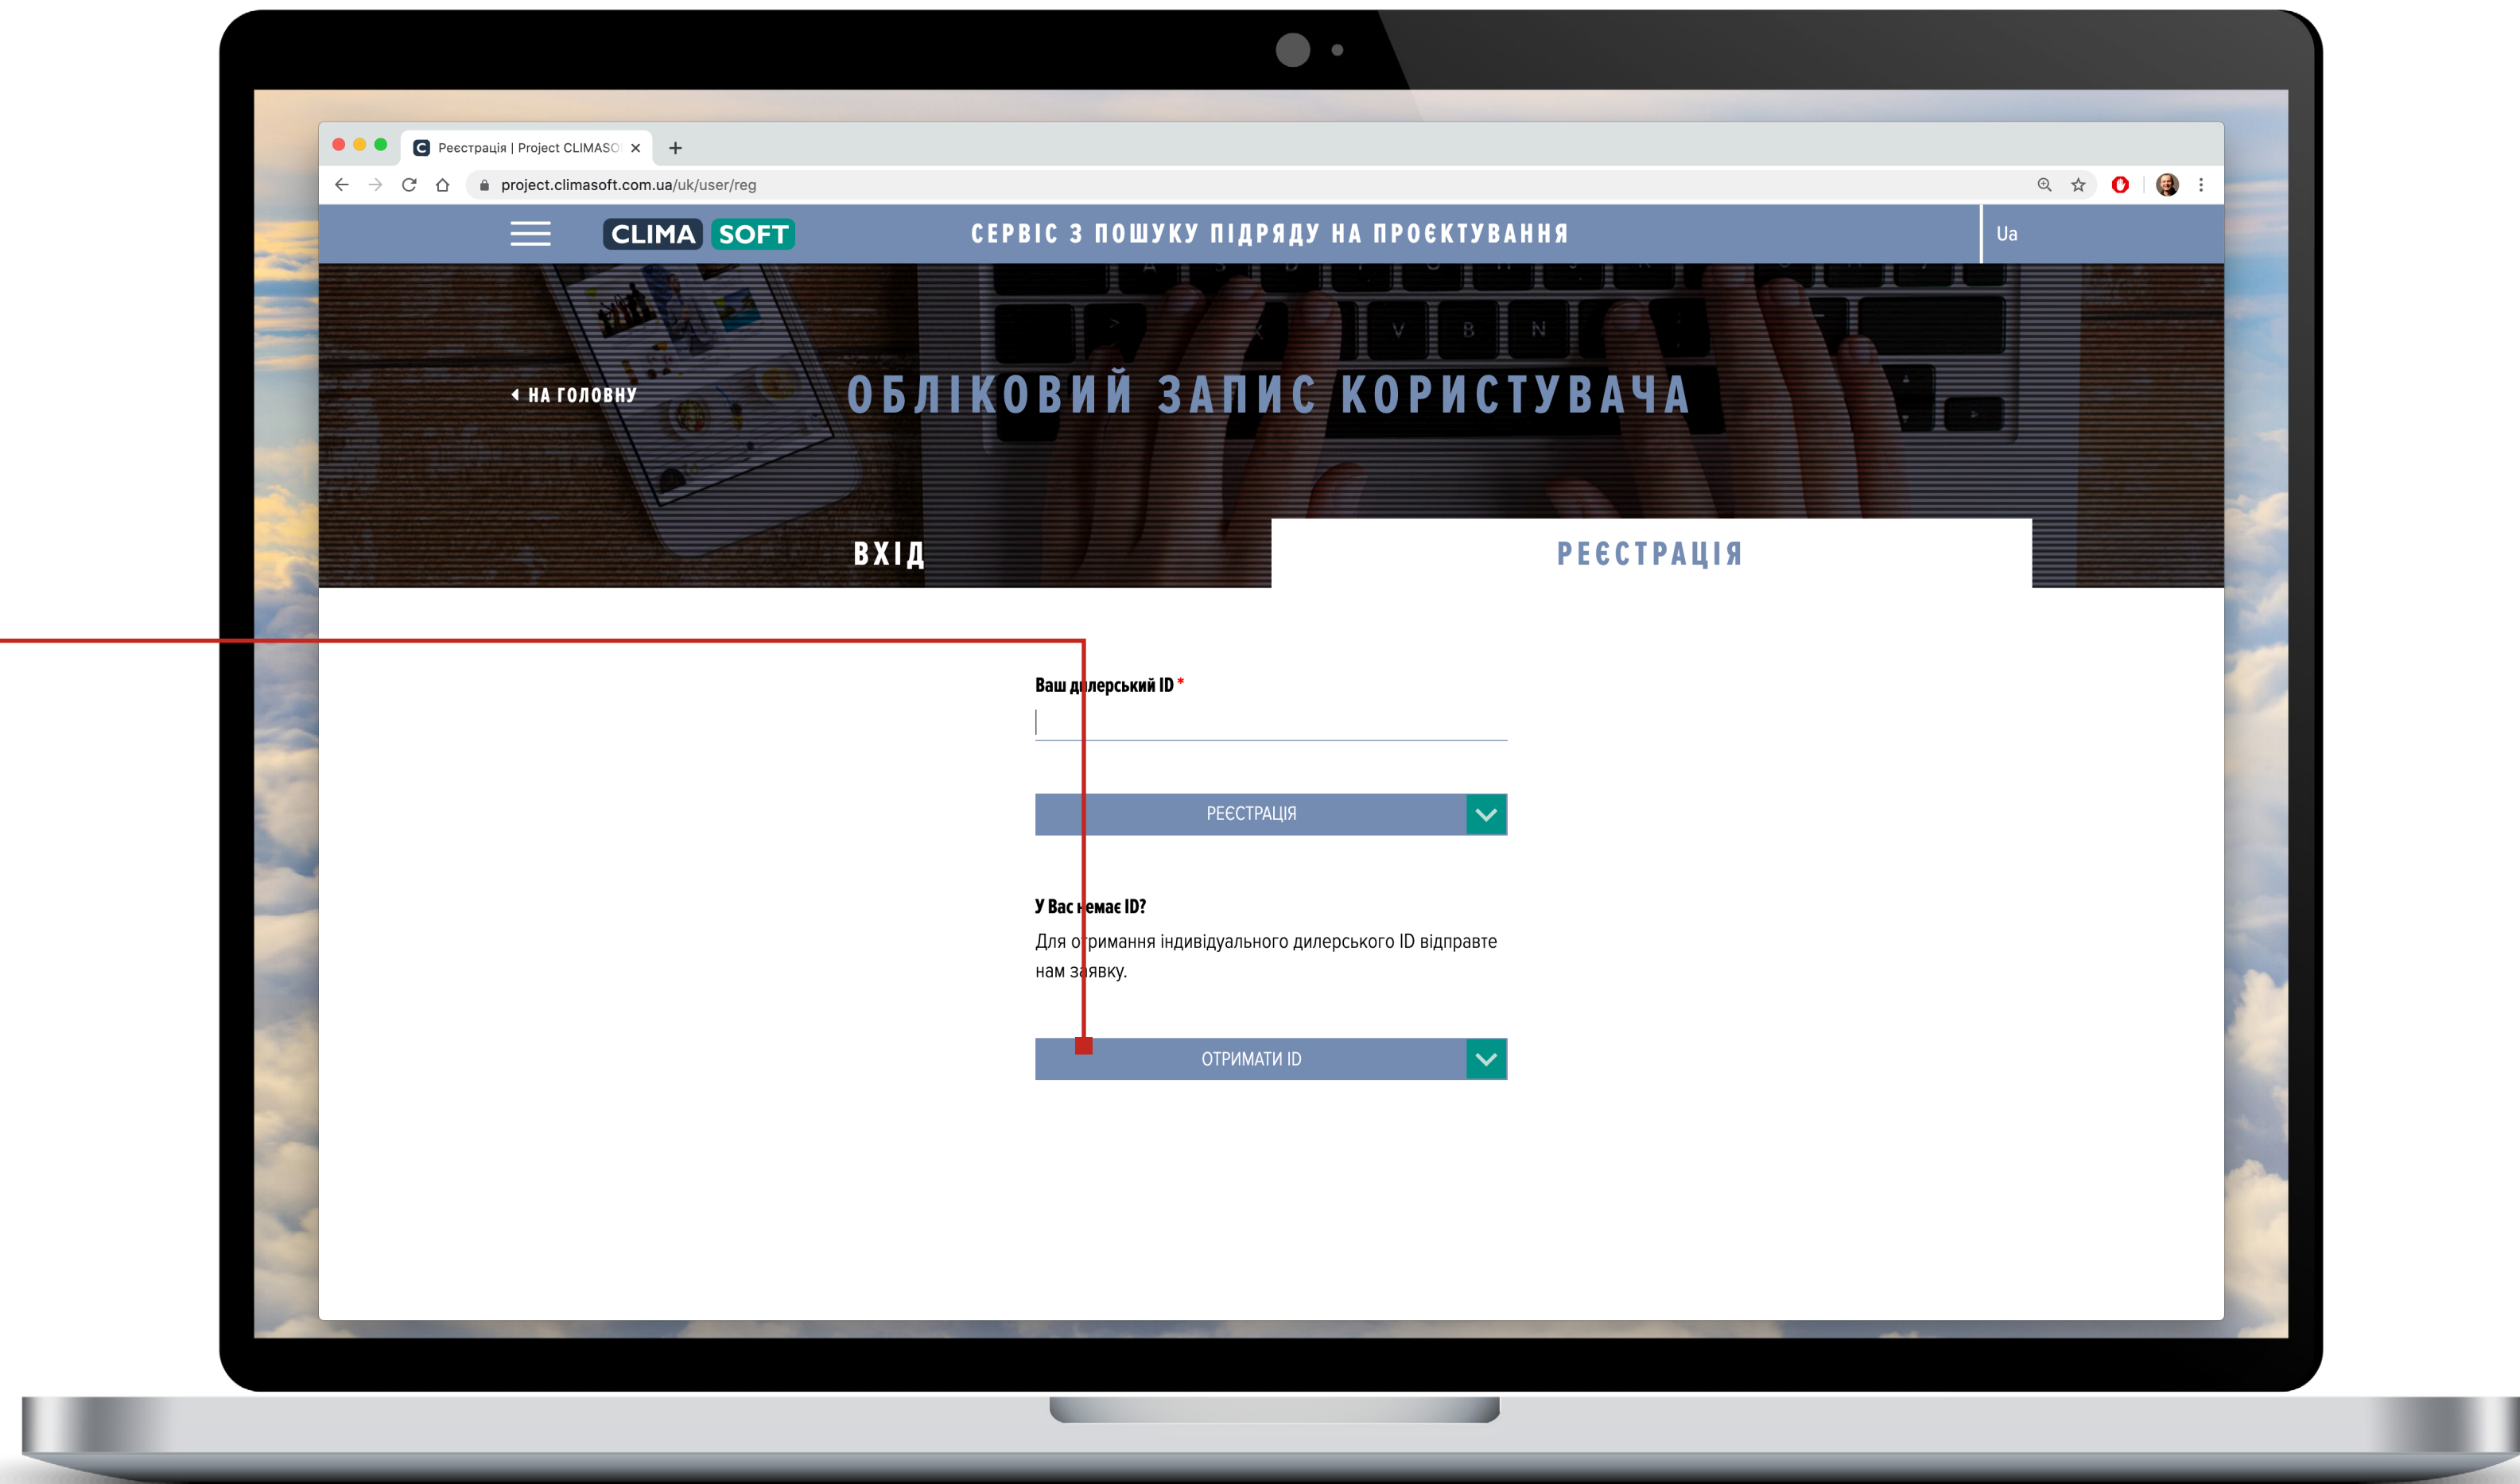 Реєстрація | Project CLIMASO
project.climasoft.com.ua/uk/user/reg
CLIMA SOFT
СЕРВІС З ПОШУКУ ПІДРЯДУ НА ПРОЄКТУВАННЯ
Ua
НА ГОЛОВНУ
ОБЛІКОВИЙ ЗАПИС КОРИСТУВАЧА
V B N
ВХІД
РЕЄСТРАЦІЯ
Ваш дилерський ID *
РЕЄСТРАЦІЯ
У Вас немає ID?
Для отримання індивідуального дилерського ID відправте
нам заявку.
ОТРИМАТИ ID